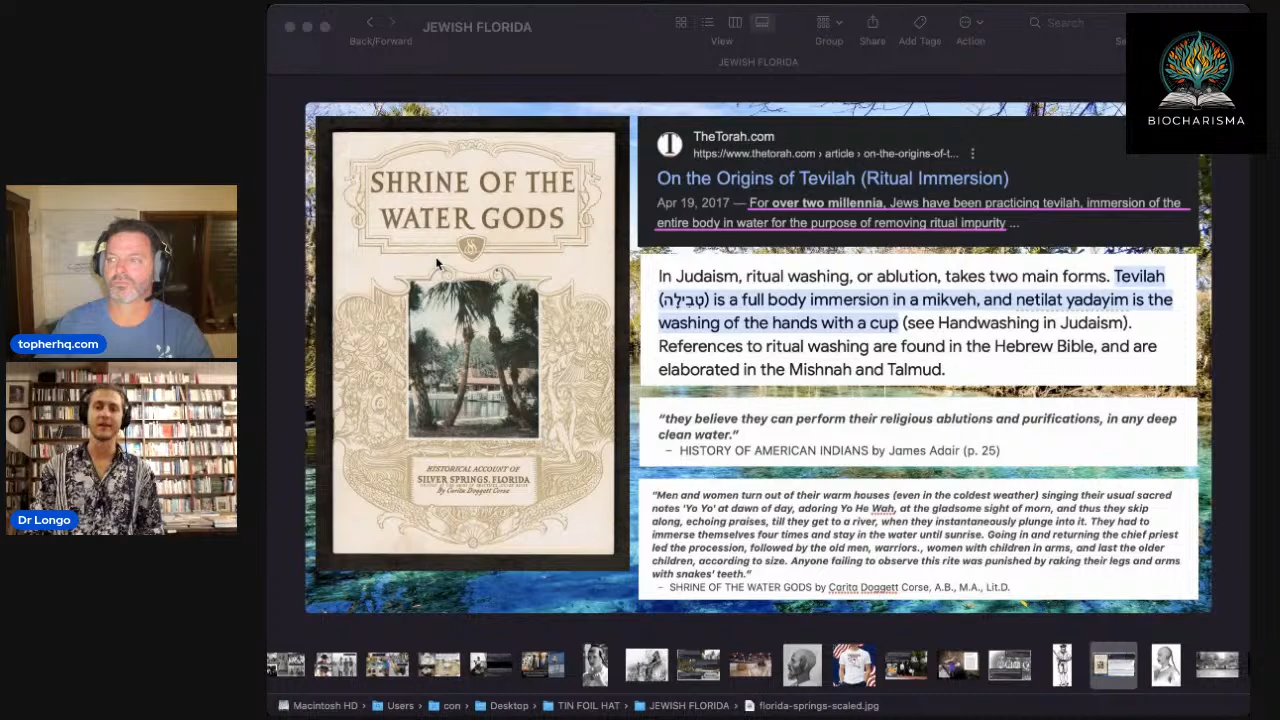 JEWISH FLORIDA
Back/Forward
View
Group
Share
Add Tags
Action
Search
JEWISH FLORIDA
BIOCHARISMA
SHRINE OF THE
WATER GODS
HISTORICAL ACCOUNT OF
SILVER SPRINGS, FLORIDA
By Carita Doggett Corse
TheTorah.com
https://www.thetorah.com › article › on-the-origins-of-t...
On the Origins of Tevilah (Ritual Immersion)
Apr 19, 2017 — For over two millennia, Jews have been practicing tevilah, immersion of the
entire body in water for the purpose of removing ritual impurity ...
In Judaism, ritual washing, or ablution, takes two main forms. Tevilah
(טְבִילָה) is a full body immersion in a mikveh, and netilat yadayim is the
washing of the hands with a cup (see Handwashing in Judaism).
References to ritual washing are found in the Hebrew Bible, and are
elaborated in the Mishnah and Talmud.
“they believe they can perform their religious ablutions and purifications, in any deep
clean water.”
– HISTORY OF AMERICAN INDIANS by James Adair (p. 25)
"Men and women turn out of their warm houses (even in the coldest weather) singing their usual sacred
notes 'Yo Yo' at dawn of day, adoring Yo He Wah, at the gladsome sight of morn, and thus they skip
along, echoing praises, till they get to a river, when they instantaneously plunge into it. They had to
immerse themselves four times and stay in the water until sunrise. Going in and returning the chief priest
led the procession, followed by the old men, warriors., women with children in arms, and last the older
children, according to size. Anyone failing to observe this rite was punished by raking their legs and arms
with snakes' teeth."
– SHRINE OF THE WATER GODS by Carita Doggett Corse, A.B., M.A., Lit.D.
topherhq.com
Dr Longo
Macintosh HD › Users › con › Desktop › TIN FOIL HAT › JEWISH FLORIDA › florida-springs-scaled.jpg